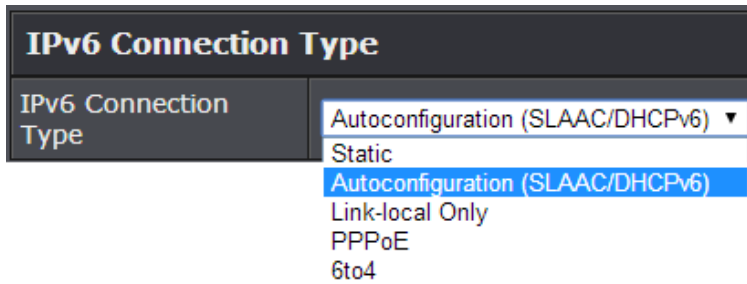 IPv6 Connection Type
IPv6 Connection
Type
Autoconfiguration (SLAAC/DHCPv6)
Static
Autoconfiguration (SLAAC/DHCPv6)
Link-local Only
PPPoE
6to4